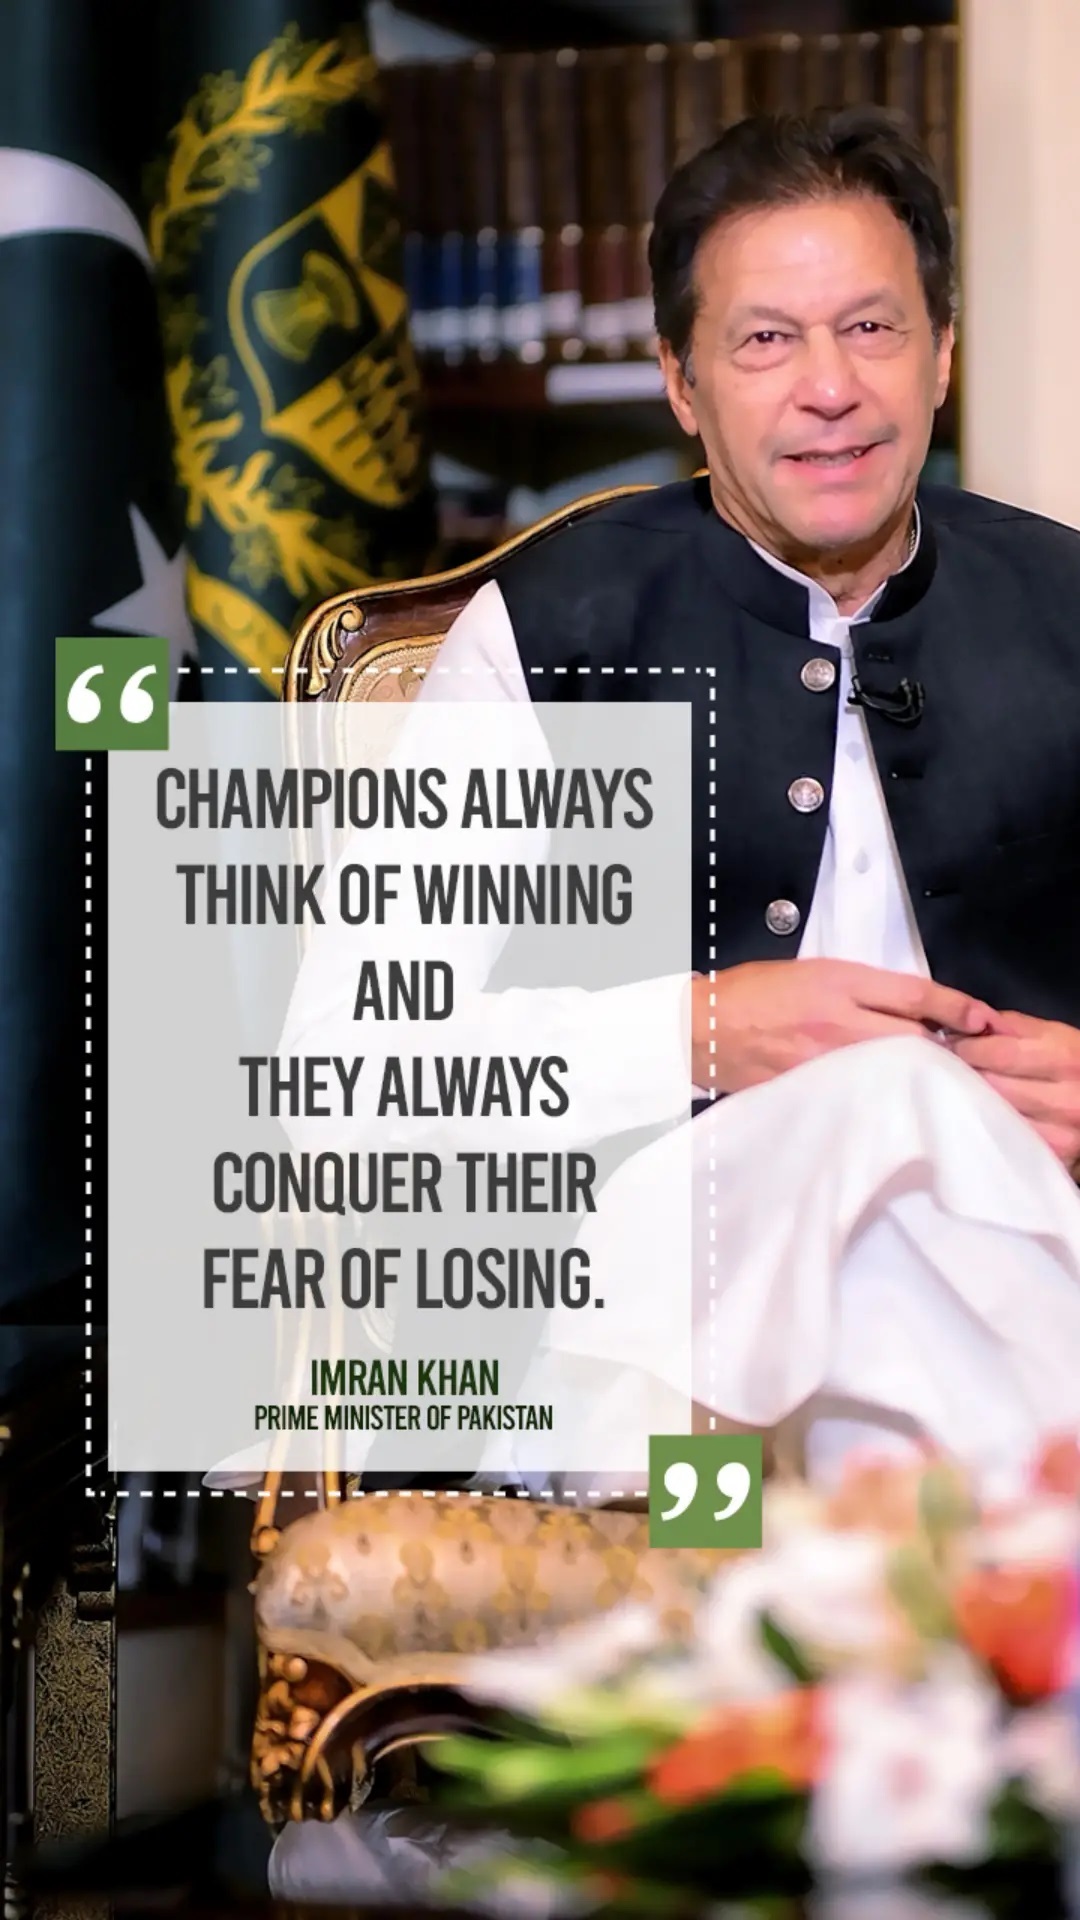 “
CHAMPIONS ALWAYS
THINK OF WINNING
AND
THEY ALWAYS
CONQUER THEIR
FEAR OF LOSING.
IMRAN KHAN
PRIME MINISTER OF PAKISTAN
”